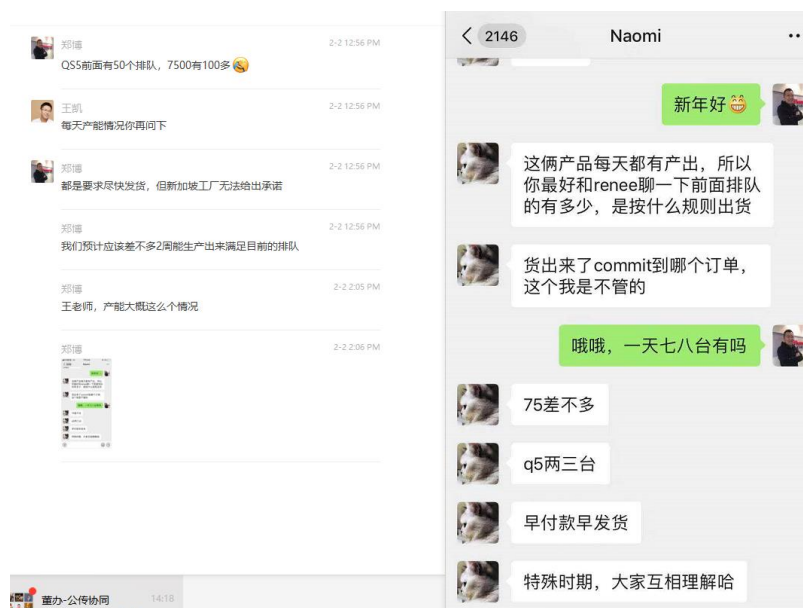 郑博
2-2 12:56 PM
QS5前面有50个排队，7500有100多
王凯
2-2 12:56 PM
每天产能情况你再问下
郑博
2-2 12:56 PM
都是要求尽快发货，但新加坡工厂无法给出承诺
郑博
2-2 12:56 PM
我们预计应该差不多2周能生产出来满足目前的排队
郑博
2-2 2:05 PM
王老师，产能大概这么个情况
郑博
2-2 2:06 PM
董办-公传协同
14:18
2146
Naomi
新年好
这俩产品每天都有产出，所以
你最好和renee聊一下前面排队
的有多少，是按什么规则出货
货出来了commit到哪个订单，
这个我是不管的
哦哦，一天七八台有吗
75差不多
q5两三台
早付款早发货
特殊时期，大家互相理解哈